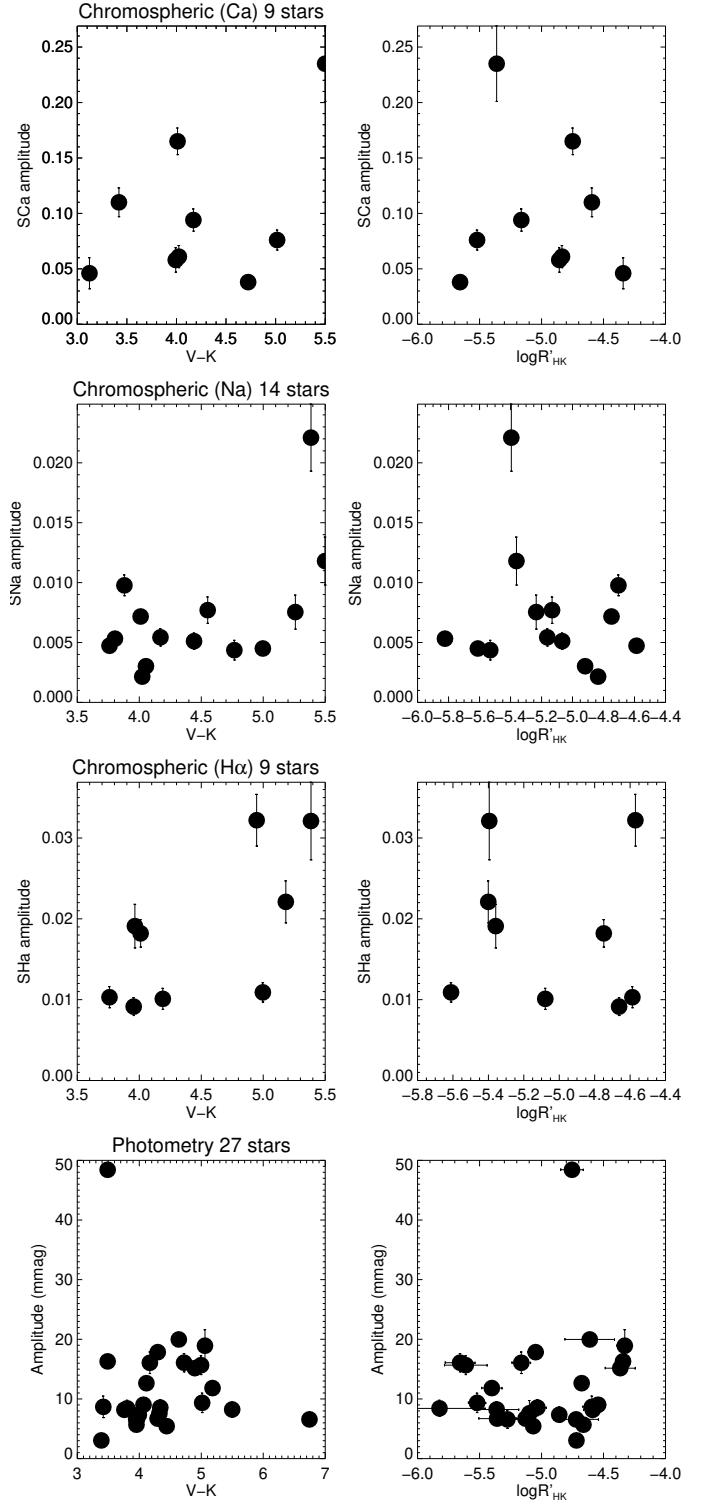 Chromospheric (Ca) 9 stars
0.25
0.20
0.15
0.10
0.05
0.00
SCa amplitude
3.0 3.5 4.0 4.5 5.0 5.5
V−K
0.25
0.20
0.15
0.10
0.05
0.00
SCa amplitude
−6.0 −5.5 −5.0 −4.5 −4.0
logR'HK
Chromospheric (Na) 14 stars
0.020
0.015
0.010
0.005
0.000
SNa amplitude
3.5 4.0 4.5 5.0 5.5
V−K
0.020
0.015
0.010
0.005
0.000
SNa amplitude
−6.0 −5.8 −5.6 −5.4 −5.2 −5.0 −4.8 −4.6 −4.4
logR'HK
Chromospheric (Hα) 9 stars
0.03
0.02
0.01
0.00
SHa amplitude
3.5 4.0 4.5 5.0 5.5
V−K
0.03
0.02
0.01
0.00
SHa amplitude
−5.8 −5.6 −5.4 −5.2 −5.0 −4.8 −4.6 −4.4
logR'HK
Photometry 27 stars
50
40
30
20
10
0
Amplitude (mmag)
3 4 5 6 7
V−K
50
40
30
20
10
0
Amplitude (mmag)
−6.0 −5.5 −5.0 −4.5 −4.0
logR'HK